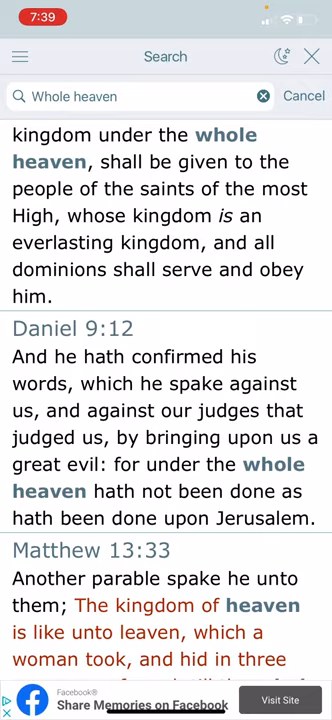 7:39
Search
Whole heaven
Cancel
kingdom under the whole
heaven, shall be given to the
people of the saints of the most
High, whose kingdom is an
everlasting kingdom, and all
dominions shall serve and obey
him.
Daniel 9:12
And he hath confirmed his
words, which he spake against
us, and against our judges that
judged us, by bringing upon us a
great evil: for under the whole
heaven hath not been done as
hath been done upon Jerusalem.
Matthew 13:33
Another parable spake he unto
them; The kingdom of heaven
is like unto leaven, which a
woman took, and hid in three
Facebook®
Share Memories on Facebook
Visit Site